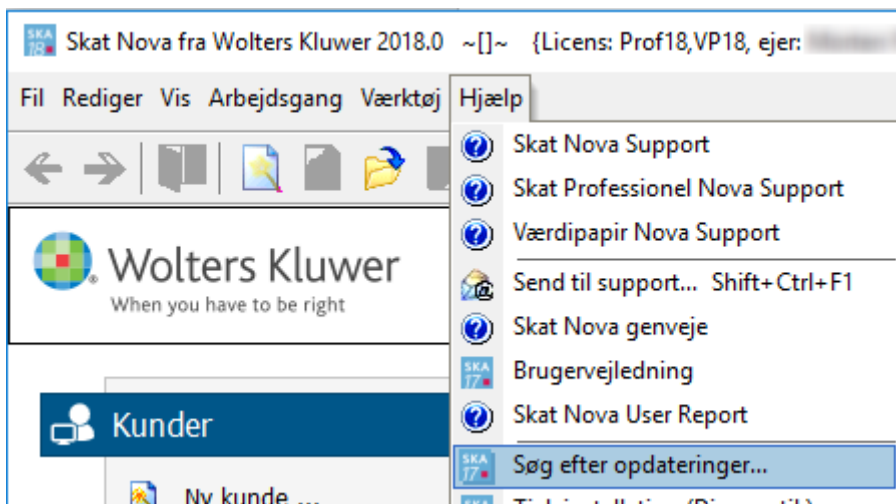 SKA 18 Skat Nova fra Wolters Kluwer 2018.0 ~[]~ {Licens: Prof18,VP18, ejer:
Fil Rediger Vis Arbejdsgang Værktøj Hjælp
Skat Nova Support
Skat Professionel Nova Support
Værdipapir Nova Support
Send til support... Shift+Ctrl+F1
Skat Nova genveje
SKA 17 Brugervejledning
Skat Nova User Report
SKA 17 Søg efter opdateringer...
Wolters Kluwer
When you have to be right
Kunder
Ny kunde ...